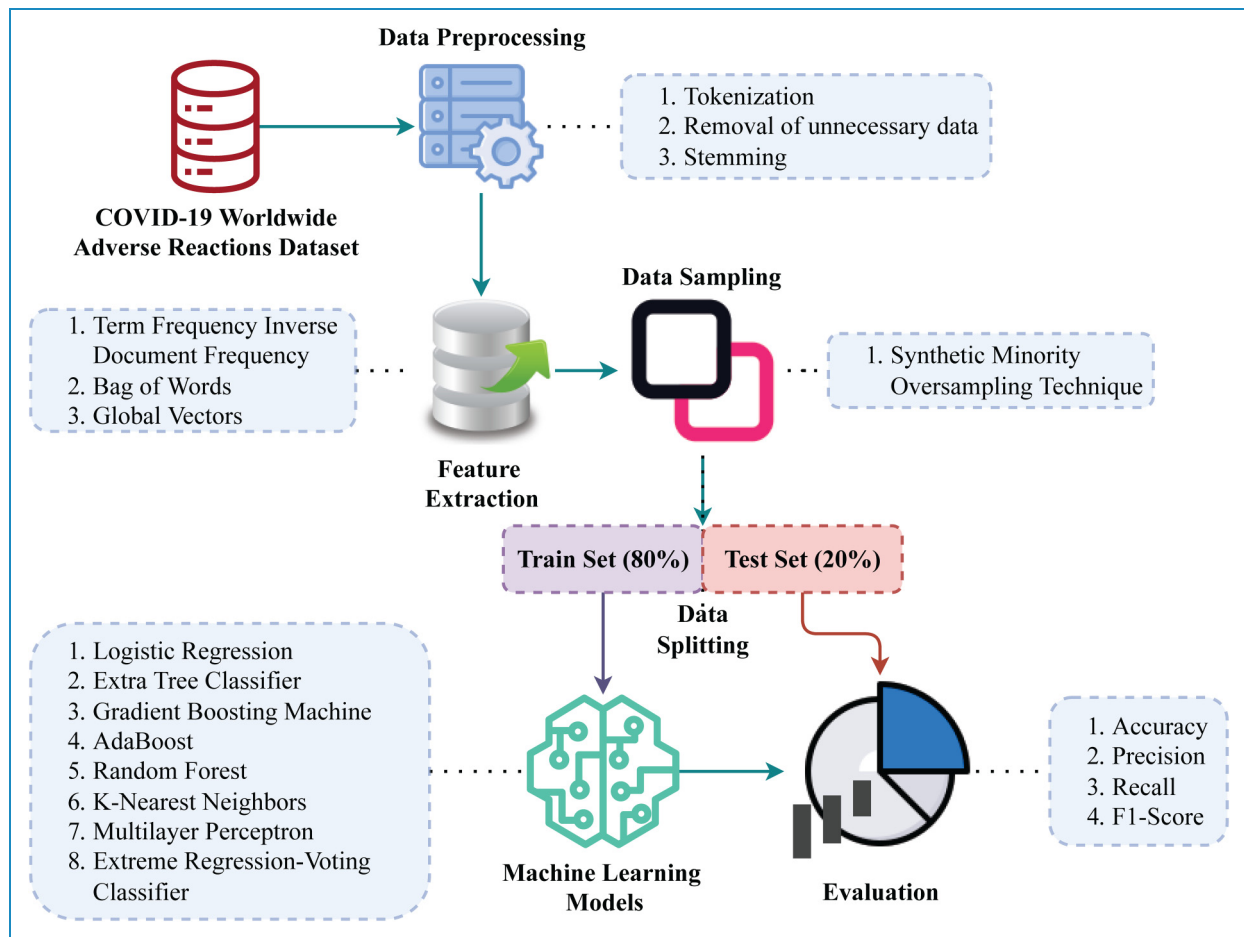 Data Preprocessing
1. Tokenization
2. Removal of unnecessary data
3. Stemming
COVID-19 Worldwide
Adverse Reactions Dataset
Data Sampling
1. Term Frequency Inverse
Document Frequency
2. Bag of Words
3. Global Vectors
1. Synthetic Minority
Oversampling Technique
Feature
Extraction
Train Set (80%)
Test Set (20%)
Data
Splitting
1. Logistic Regression
2. Extra Tree Classifier
3. Gradient Boosting Machine
4. AdaBoost
5. Random Forest
6. K-Nearest Neighbors
7. Multilayer Perceptron
8. Extreme Regression-Voting
Classifier
1. Accuracy
2. Precision
3. Recall
4. F1-Score
Machine Learning
Models
Evaluation